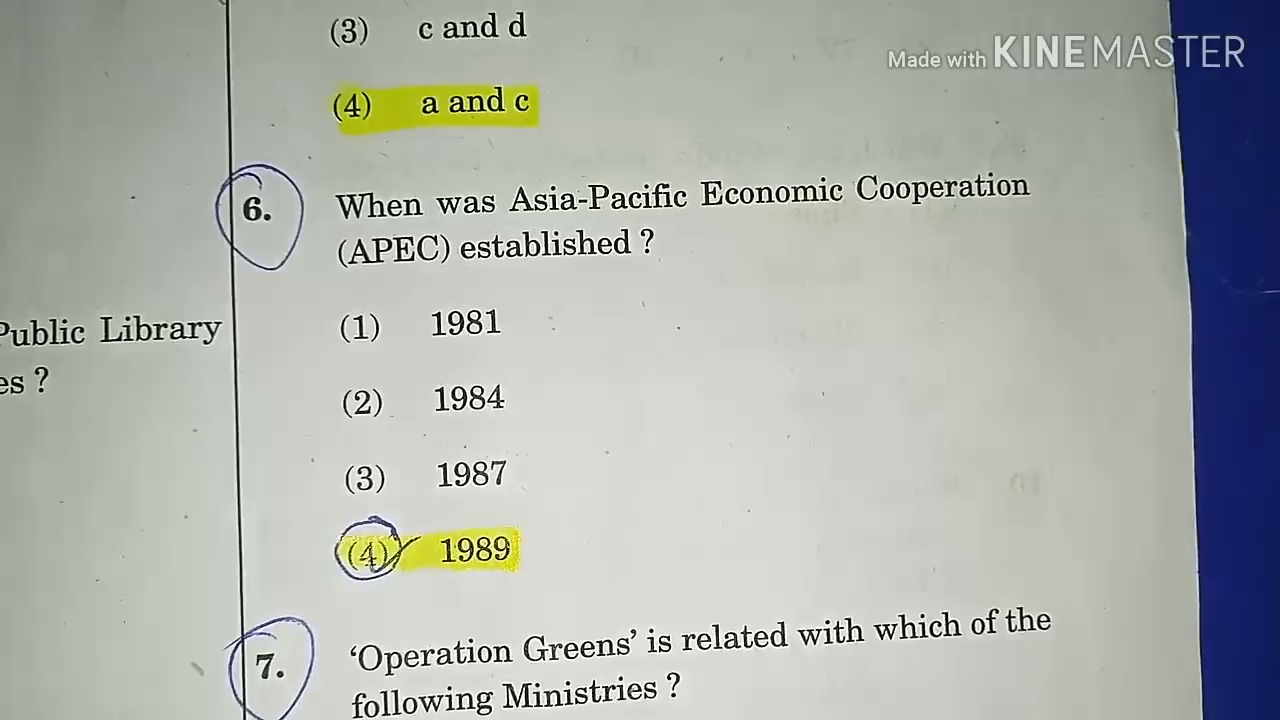 (3) c and d
Made with KINEMASTER
(4) a and c
6. When was Asia-Pacific Economic Cooperation
(APEC) established ?
(1) 1981
Public Library
es ?
(2) 1984
(3) 1987
(4) 1989
7. ‘Operation Greens’ is related with which of the
following Ministries ?